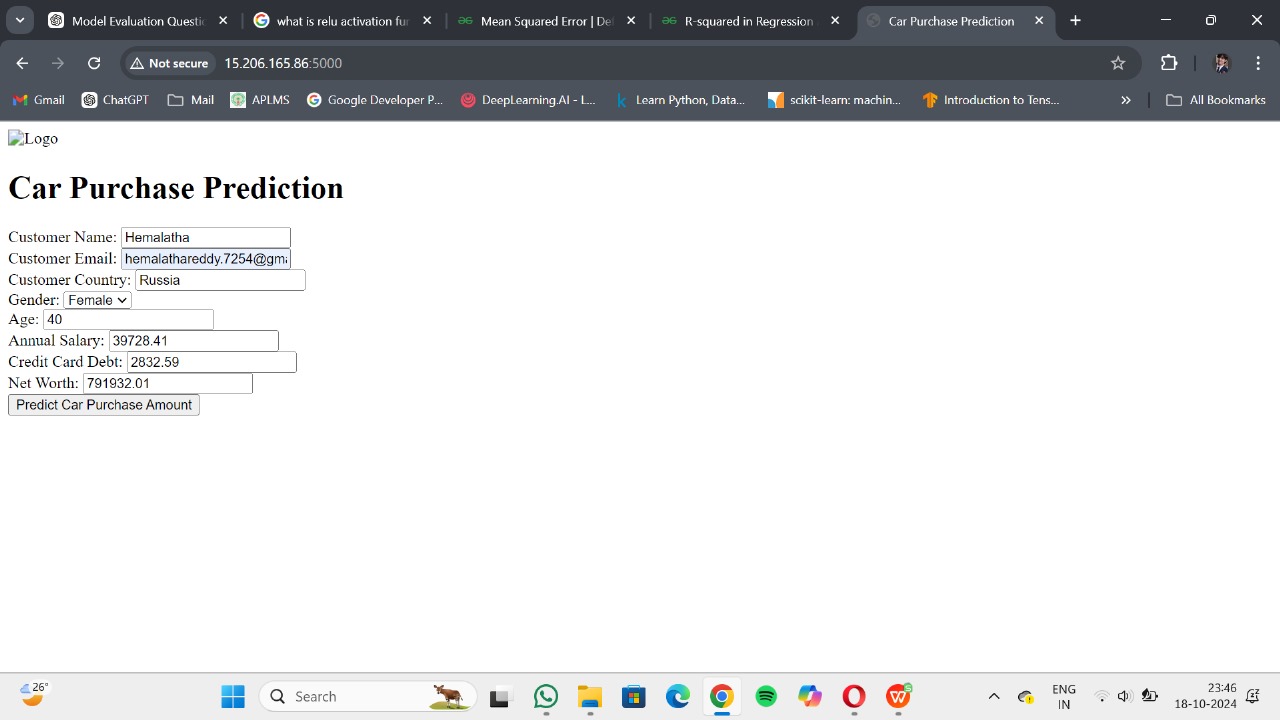 Model Evaluation Questic
what is relu activation fur
Mean Squared Error | De
R-squared in Regression
Car Purchase Prediction
Not secure
15.206.165.86:5000
Gmail
ChatGPT
Mail
APLMS
Google Developer P...
DeepLearning.AI - L...
Learn Python, Data...
scikit-learn: machin...
Introduction to Tens...
All Bookmarks
Logo
Car Purchase Prediction
Customer Name: Hemalatha
Customer Email: hemalathareddy.7254@gma
Customer Country: Russia
Gender: Female
Age: 40
Annual Salary: 39728.41
Credit Card Debt: 2832.59
Net Worth: 791932.01
Predict Car Purchase Amount
26°
Search
ENG
IN
23:46
18-10-2024